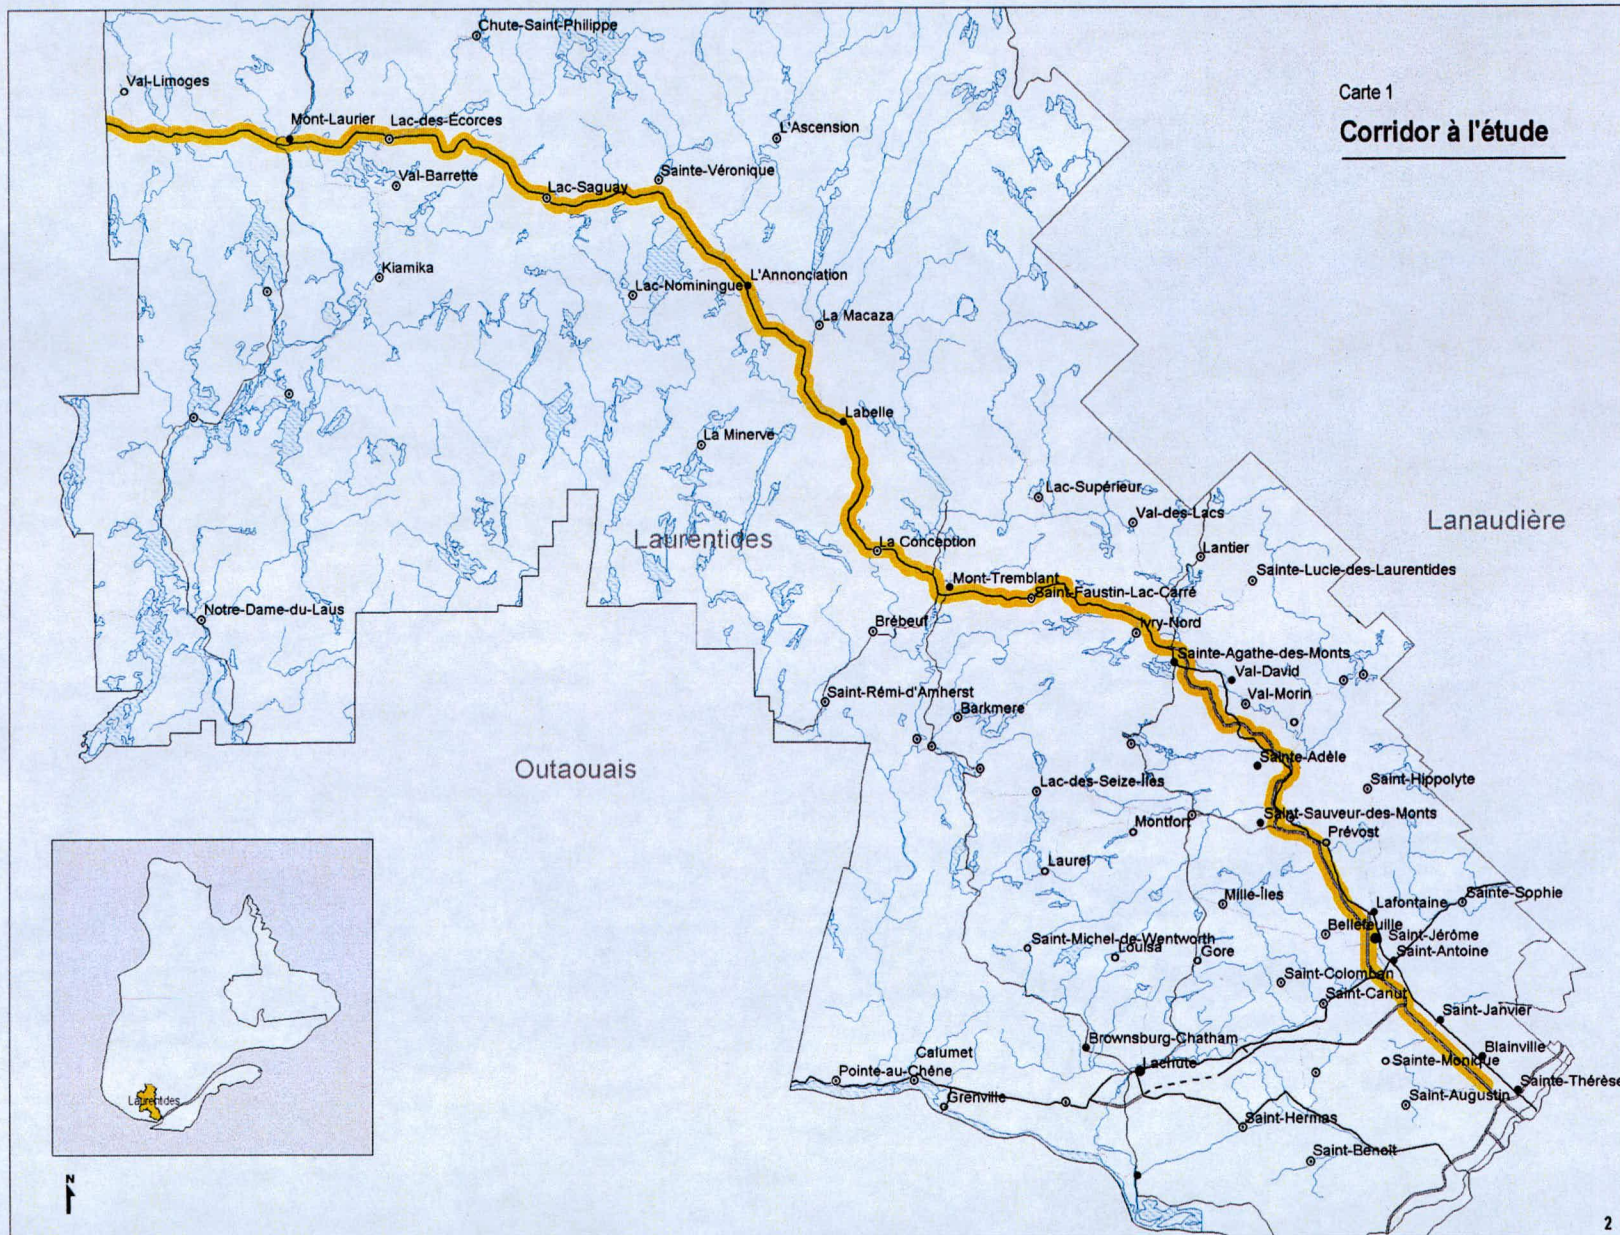 Chute-Saint-Philippe
Val-Limoges
Carte 1
Corridor à l'étude
Mont-Laurier
Lac-des-Écorces
L'Ascension
Val-Barrette
Sainte-Véronique
Lac-Saguay
Kiamika
L'Annonciation
Lac-Nominingue
La Macaza
Labelle
La Minerve
Lac-Supérieur
Val-des-Lacs
Lanaudière
Laurentides
La Conception
Lantier
Sainte-Lucie-des-Laurentides
Mont-Tremblant
Saint-Faustin-Lac-Carré
Notre-Dame-du-Laus
Brébeuf
Ivry-Nord
Sainte-Agathe-des-Monts
Val-David
Saint-Rémi-d'Amherst
Val-Morin
Barkmere
Outaouais
Sainte-Adèle
Lac-des-Seize-Îles
Saint-Hippolyte
Saint-Sauveur-des-Monts
Montfort
Prévost
Laurel
Mille-Îles
Sainte-Sophie
Lafontaine
Bellefeuille
Saint-Jérôme
Saint-Michel-de-Wentworth
Louisa
Gore
Saint-Antoine
Saint-Colomban
Saint-Canut
Saint-Janvier
Brownsburg-Chatham
Blainville
Calumet
Lachute
Sainte-Monique
Pointe-au-Chêne
Sainte-Thérèse
Grenville
Saint-Augustin
Saint-Hermas
Saint-Benoît
Laurentides
N
2